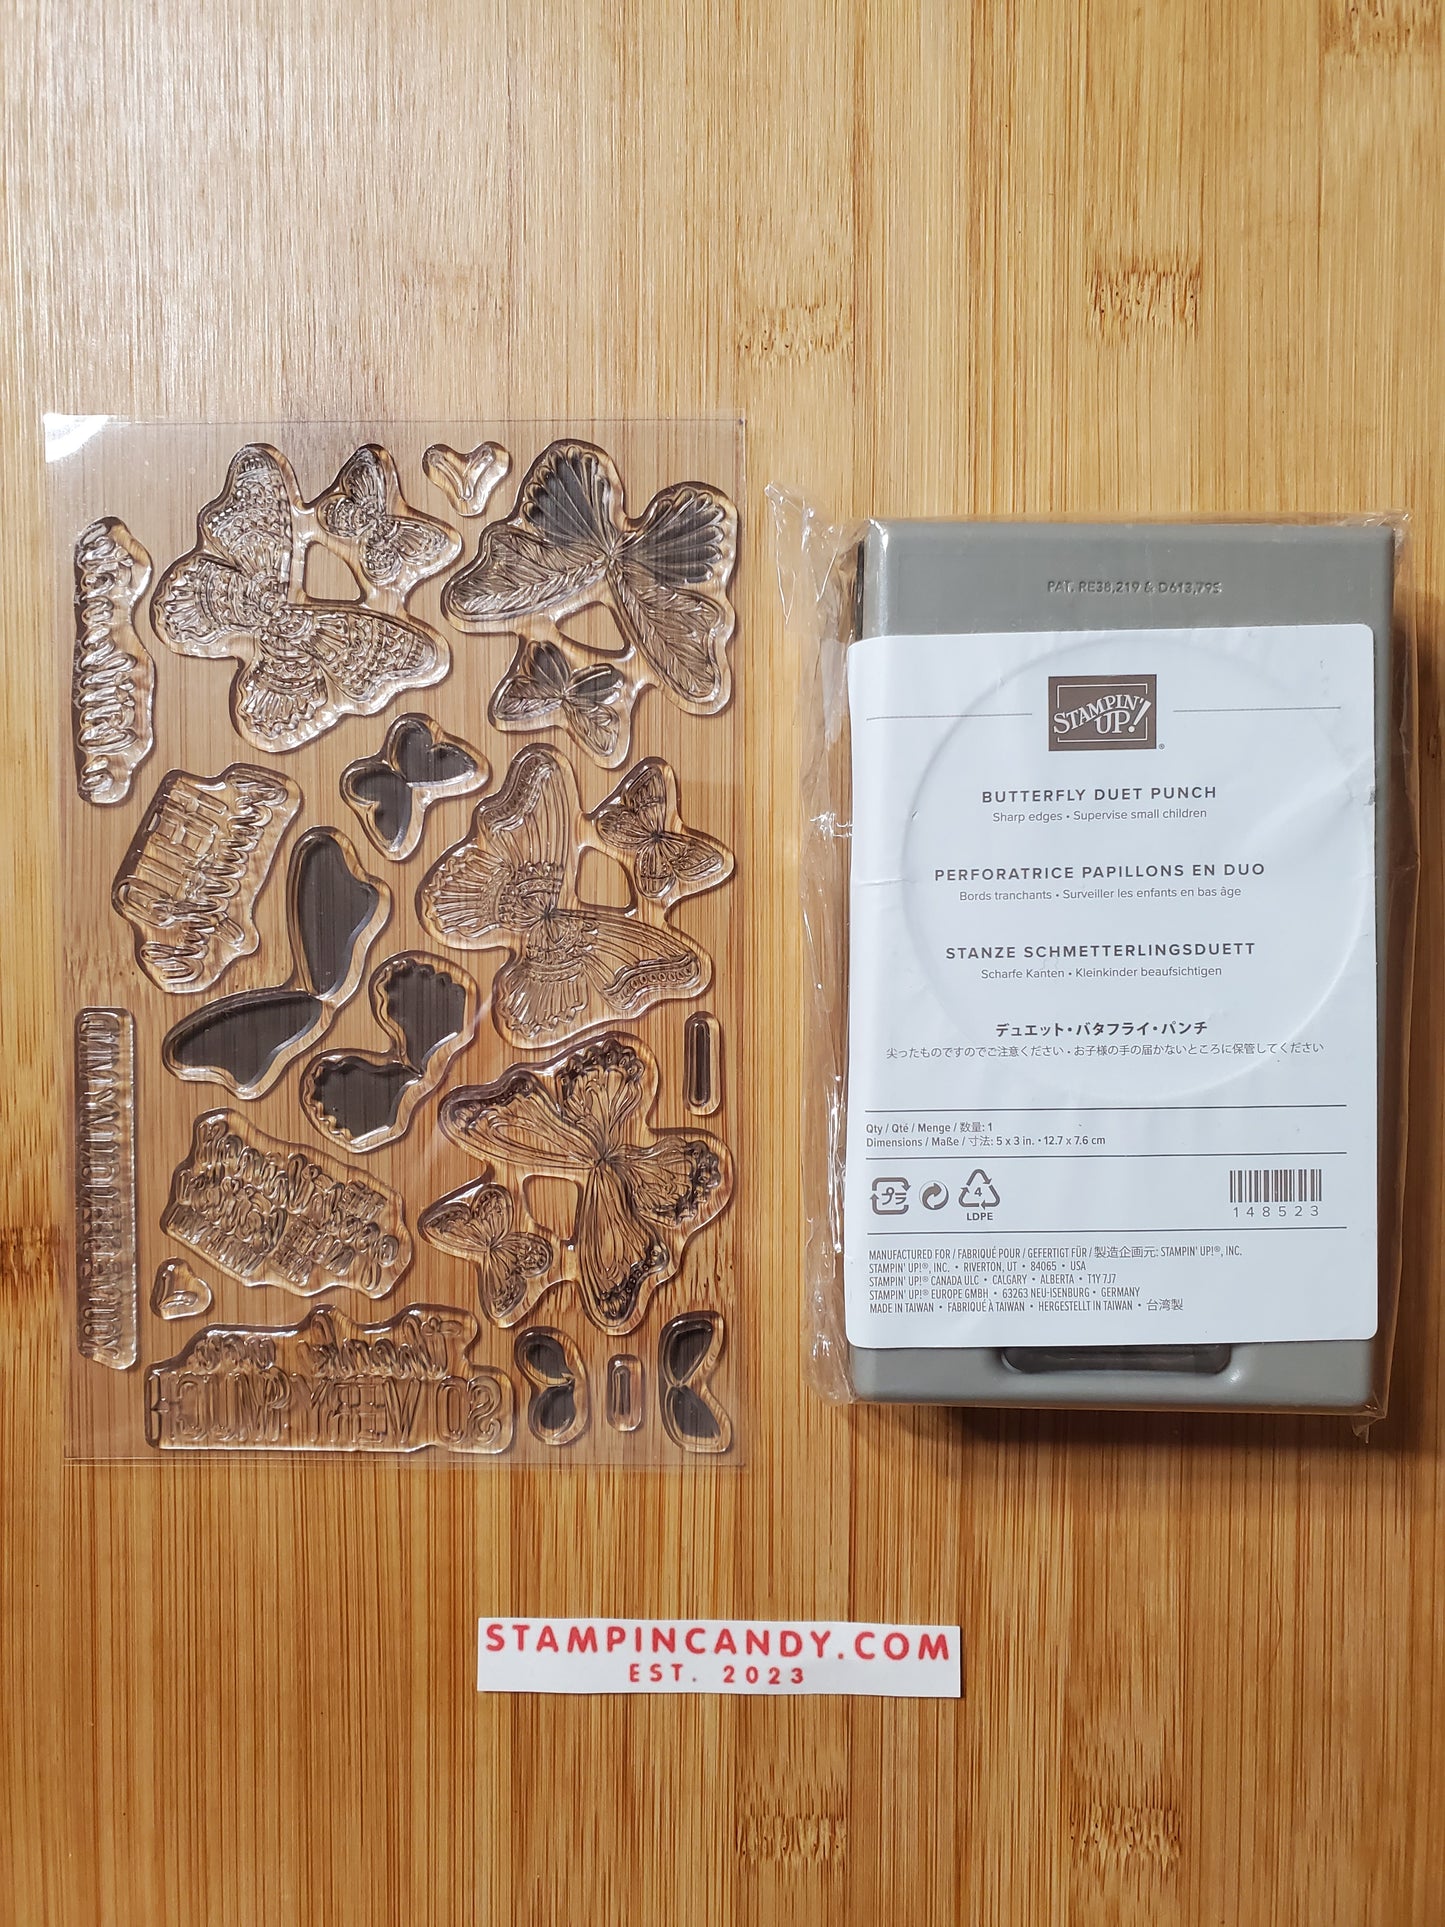 PAT. RE38,219 & D613,795
STAMPIN' UP!®
BUTTERFLY DUET PUNCH
Sharp edges • Supervise small children
PERFORATRICE PAPILLONS EN DUO
Bords tranchants • Surveiller les enfants en bas âge
STANZE SCHMETTERLINGSDUETT
Scharfe Kanten • Kleinkinder beaufsichtigen
デュエット・バタフライ・パンチ
尖ったものですのでご注意ください • お子様の手の届かないところに保管してください
Qty / Qté / Menge / 数量: 1
Dimensions / Maße / 寸法: 5 x 3 in. • 12.7 x 7.6 cm
プラ
4
LDPE
148523
MANUFACTURED FOR / FABRIQUÉ POUR / GEFERTIGT FÜR / 製造企画元: STAMPIN' UP!®, INC.
STAMPIN' UP!®, INC. • RIVERTON, UT • 84065 • USA
STAMPIN' UP!® CANADA ULC • CALGARY • ALBERTA • T1Y 7J7
STAMPIN' UP!® EUROPE GMBH • 63263 NEU-ISENBURG • GERMANY
MADE IN TAIWAN • FABRIQUÉ À TAIWAN • HERGESTELLT IN TAIWAN • 台湾製
Thank you
SO VERY MUCH
STAMPINCANDY.COM
EST. 2023